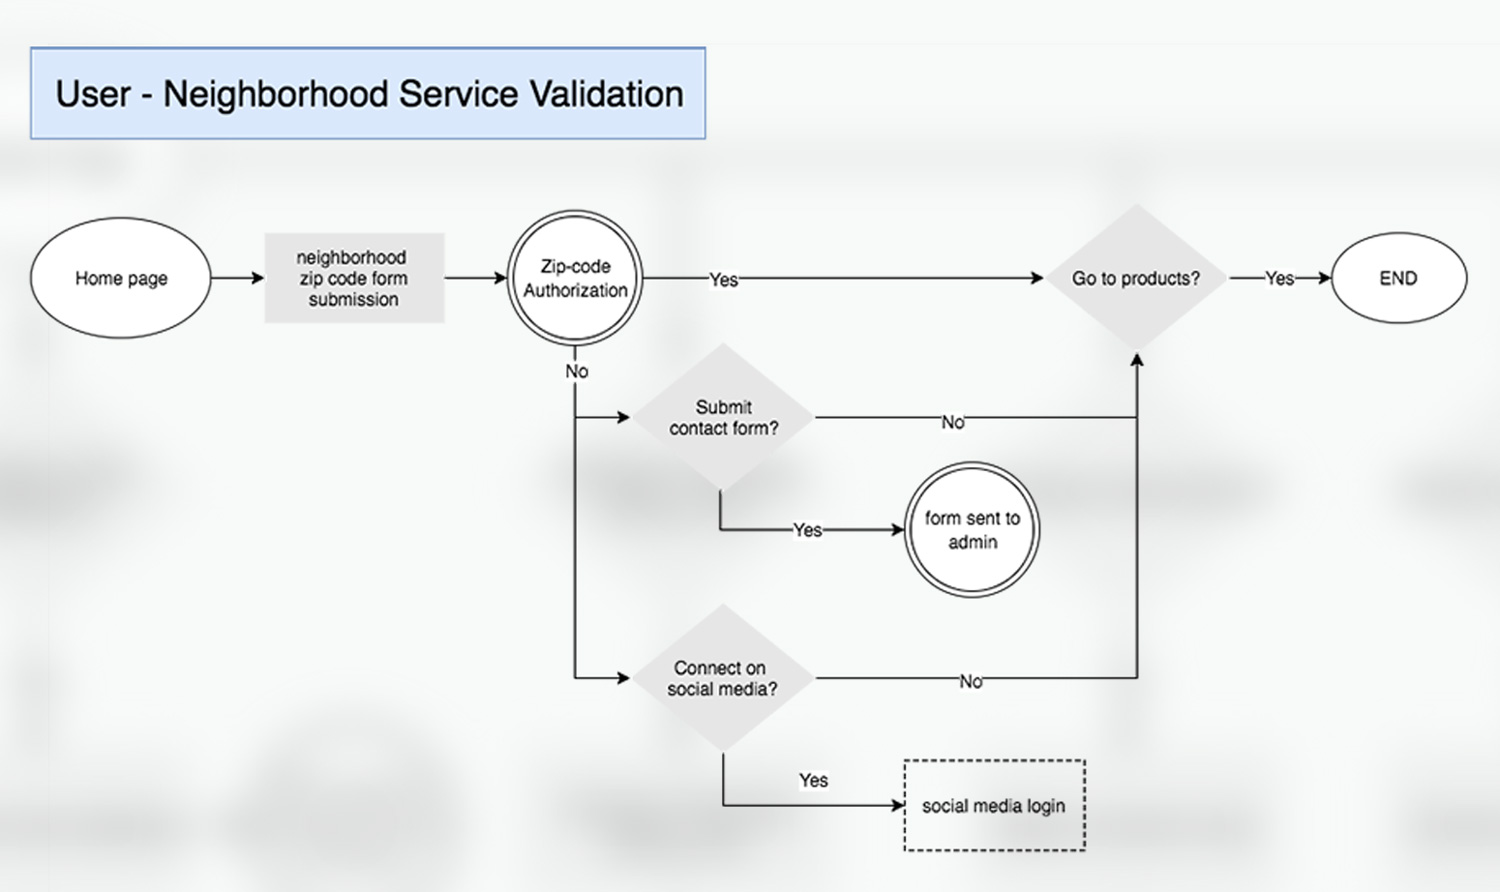 User - Neighborhood Service Validation
Home page
neighborhood
zip code form
submission
Zip-code
Authorization
Yes
Go to products?
Yes
END
No
Submit
contact form?
No
Yes
form sent to
admin
Connect on
social media?
No
Yes
social media login